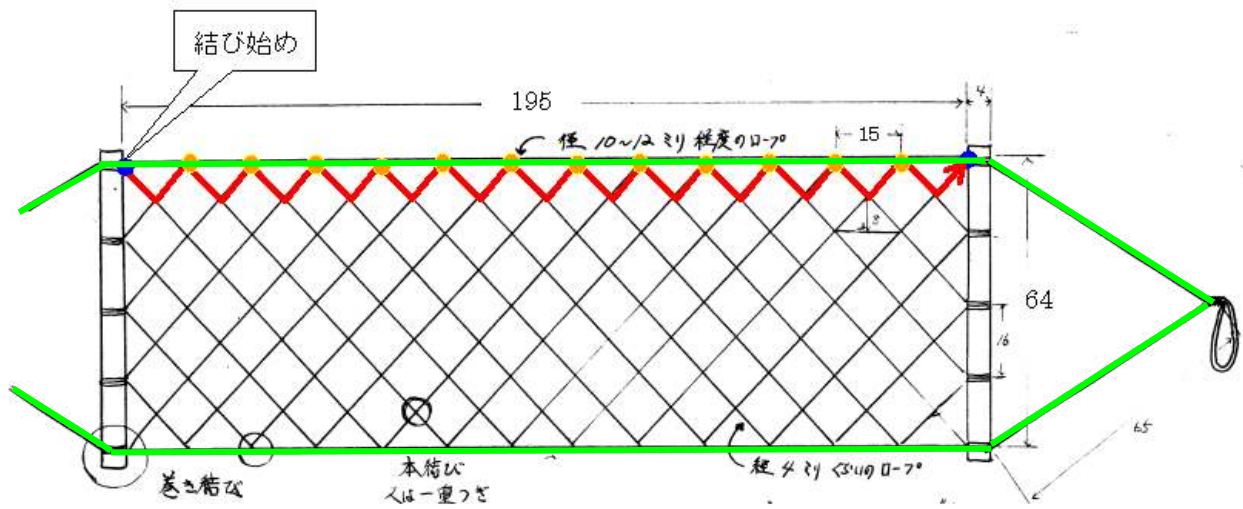 結び始め
195
4
径 10~12 ミリ 程度のロープ
15
8
64
16
65
巻き結び
本結び
又は一重つぎ
径 4 ミリ くらいのロープ